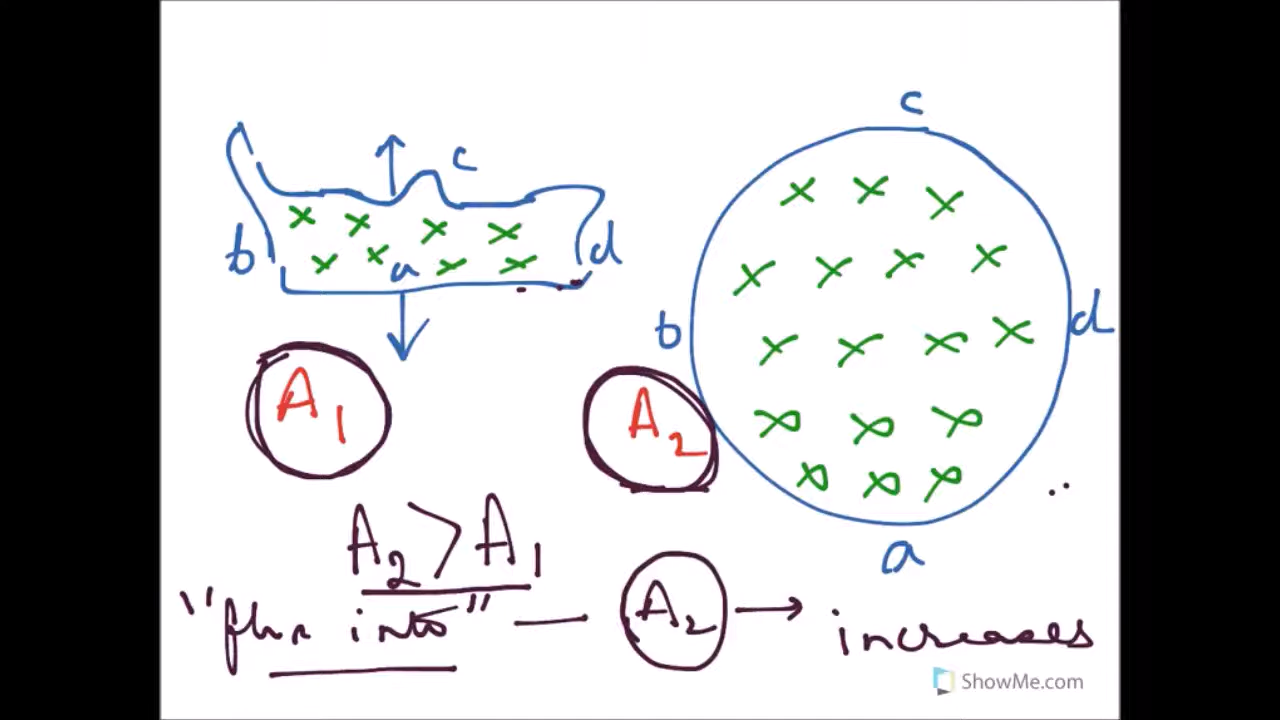 c
c
b
a
d
b
d
A1
A2
A2 > A1
a
"flux into" — A2 → increases
ShowMe.com